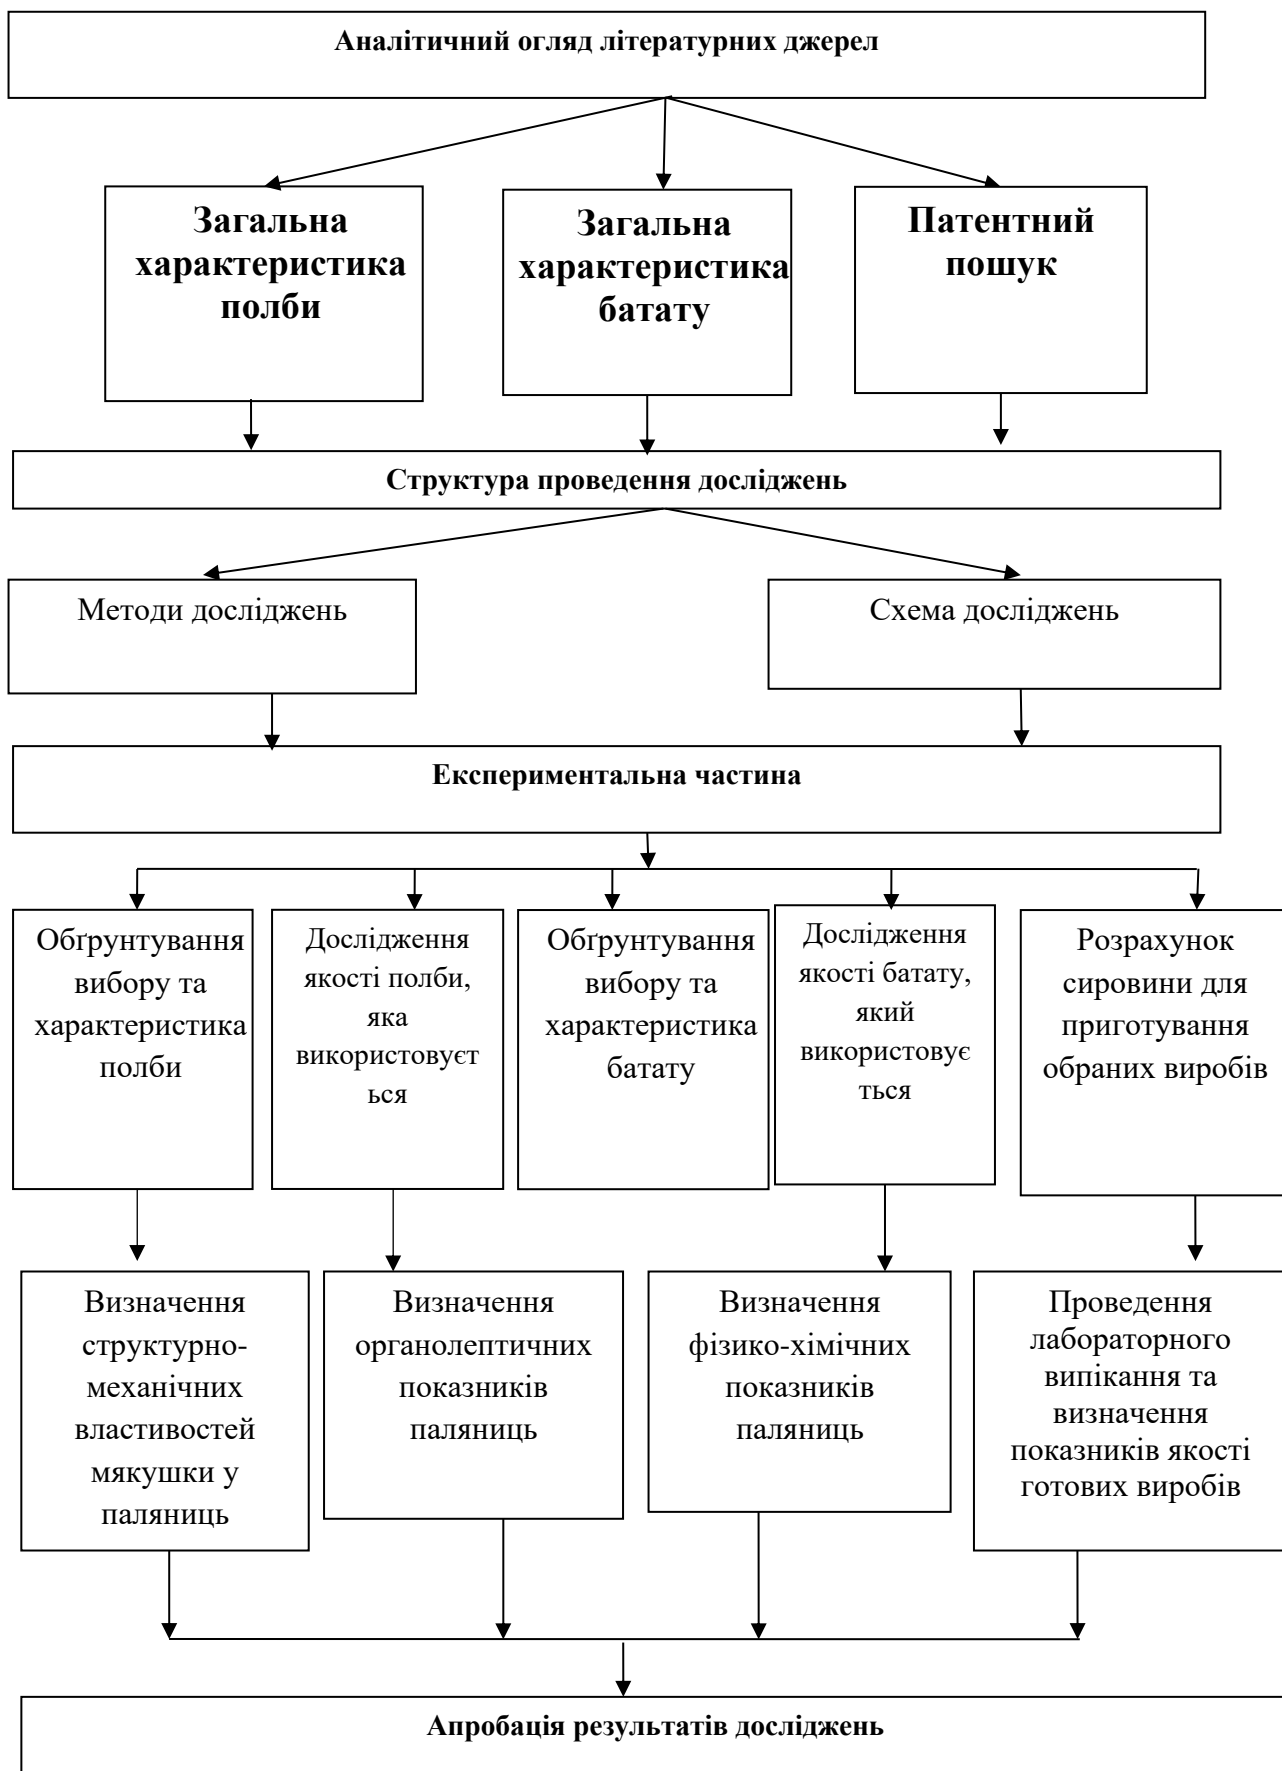 Аналітичний огляд літературних джерел
Загальна
характеристика
полби
Загальна
характеристика
батату
Патентний
пошук
Структура проведення досліджень
Методи досліджень
Схема досліджень
Експериментальна частина
Обґрунтування
вибору та
характеристика
полби
Дослідження
якості полби,
яка
використовуєт
ься
Обґрунтування
вибору та
характеристика
батату
Дослідження
якості батату,
який
використовує
ться
Розрахунок
сировини для
приготування
обраних виробів
Визначення
структурно-
механічних
властивостей
мякушки у
паляниць
Визначення
органолептичних
показників
паляниць
Визначення
фізико-хімічних
показників
паляниць
Проведення
лабораторного
випікання та
визначення
показників якості
готових виробів
Апробація результатів досліджень